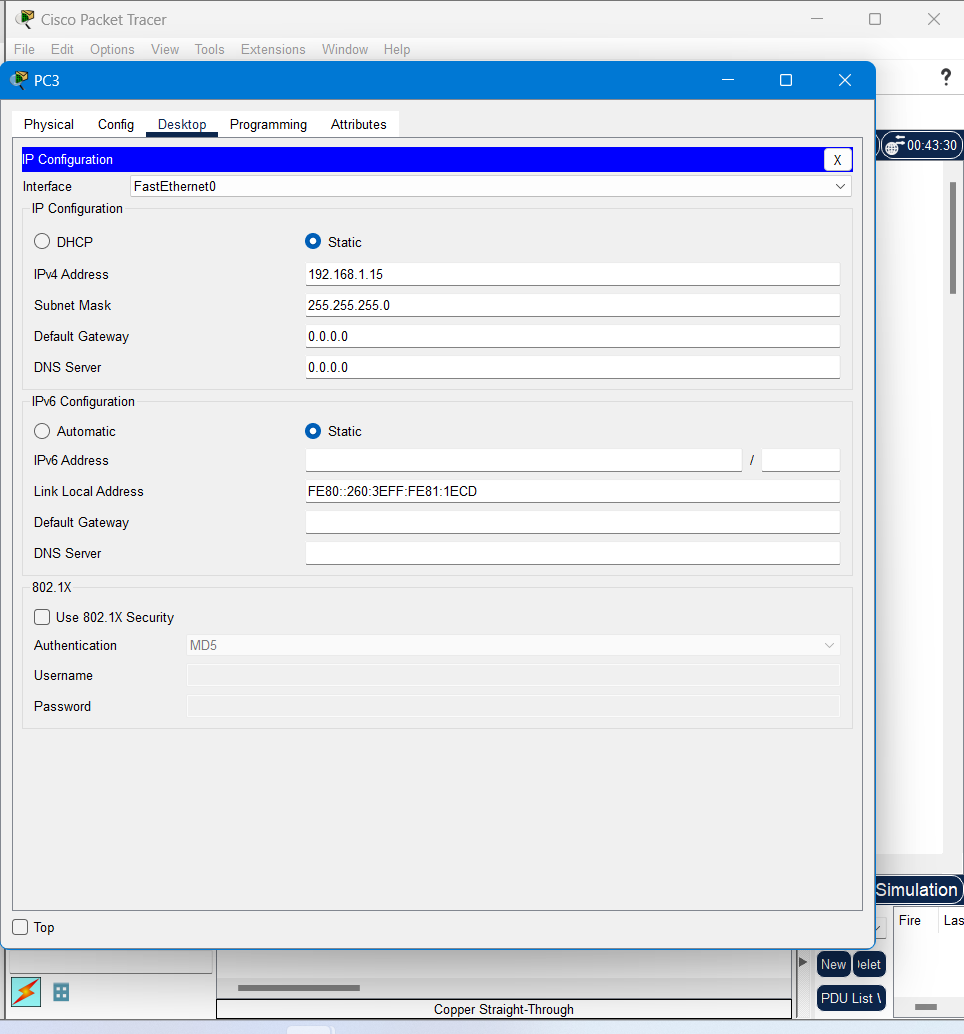 Cisco Packet Tracer
File Edit Options View Tools Extensions Window Help
PC3
?
Physical Config Desktop Programming Attributes
00:43:30
IP Configuration X
Interface FastEthernet0
IP Configuration
DHCP Static
IPv4 Address 192.168.1.15
Subnet Mask 255.255.255.0
Default Gateway 0.0.0.0
DNS Server 0.0.0.0
IPv6 Configuration
Automatic Static
IPv6 Address /
Link Local Address FE80::260:3EFF:FE81:1ECD
Default Gateway
DNS Server
802.1X
Use 802.1X Security
Authentication MD5
Username
Password
Simulation
Top Fire Las
New elet
PDU List
Copper Straight-Through